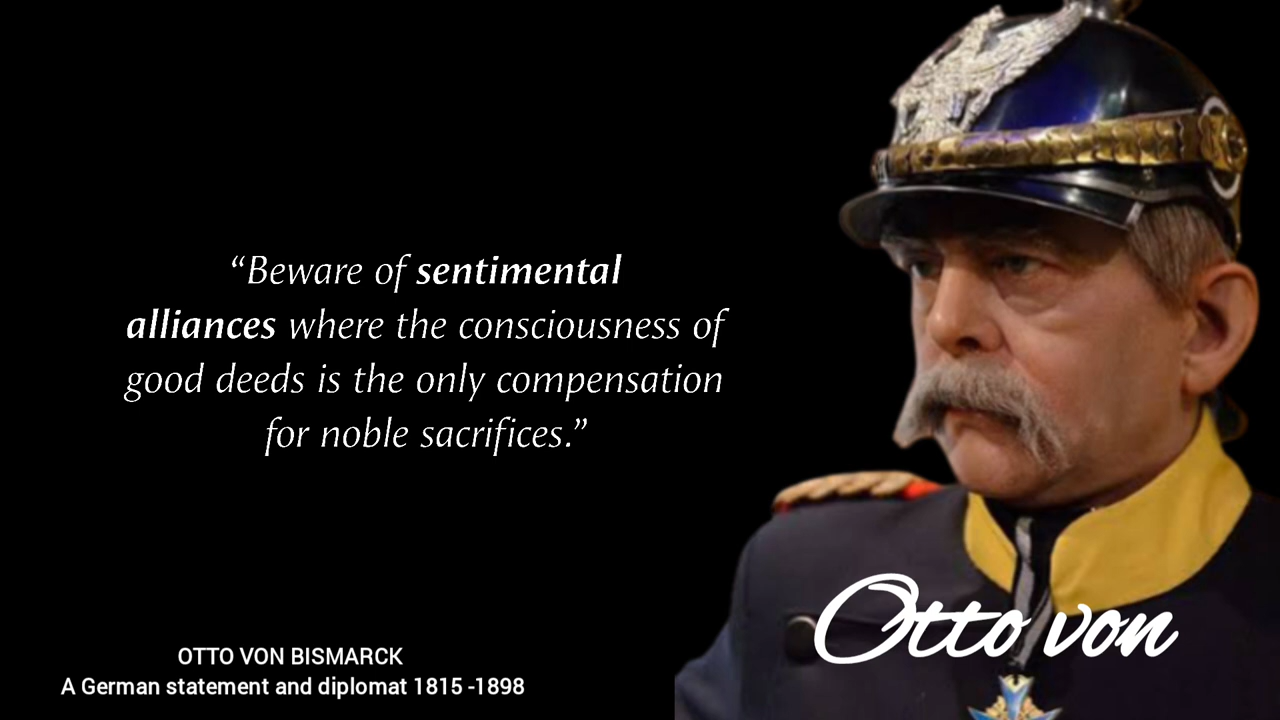 “Beware of sentimental
alliances where the consciousness of
good deeds is the only compensation
for noble sacrifices.”
Otto von
OTTO VON BISMARCK
A German statement and diplomat 1815 -1898